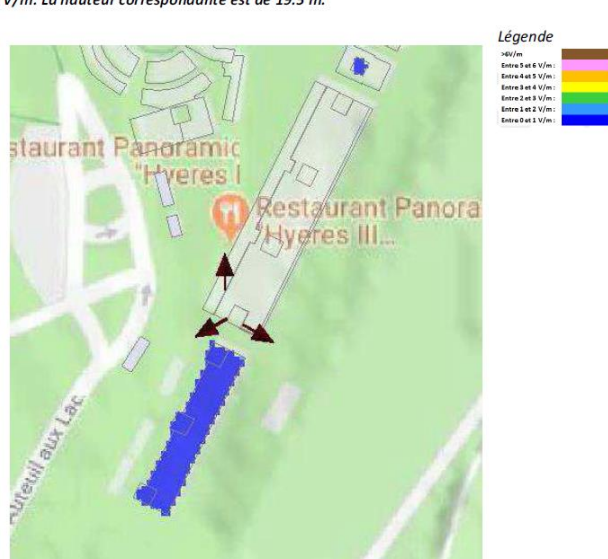 V/m. La hauteur correspondante est de 19.5 m.
Légende
>6V/m
Entre 5 et 6 V/m :
Entre 4 et 5 V/m :
Entre 3 et 4 V/m :
Entre 2 et 3 V/m :
Entre 1 et 2 V/m :
Entre 0 et 1 V/m :
staurant Panoramic
"Hyeres I
Restaurant Panora
"Hyeres III...
Auteuil aux Lac